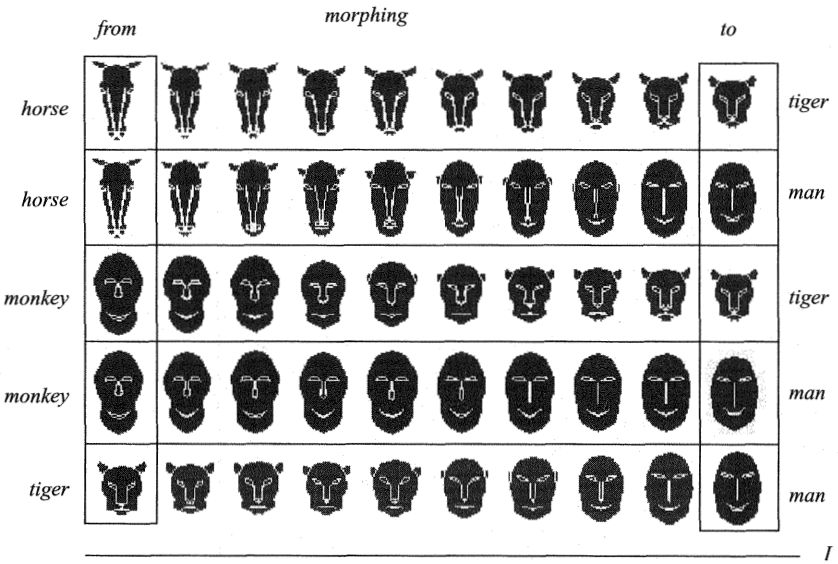 from morphing to
horse tiger
horse man
monkey tiger
monkey man
tiger man
I